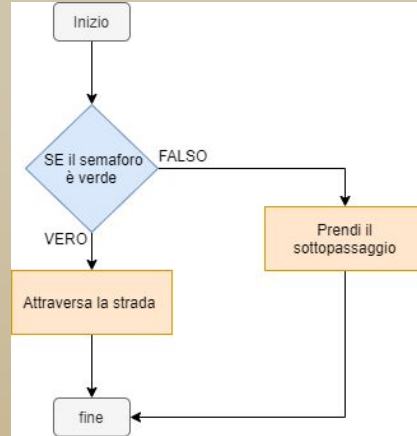 Inizio
SE il semaforo
è verde
FALSO
VERO
Prendi il
sottopassaggio
Attraversa la strada
fine